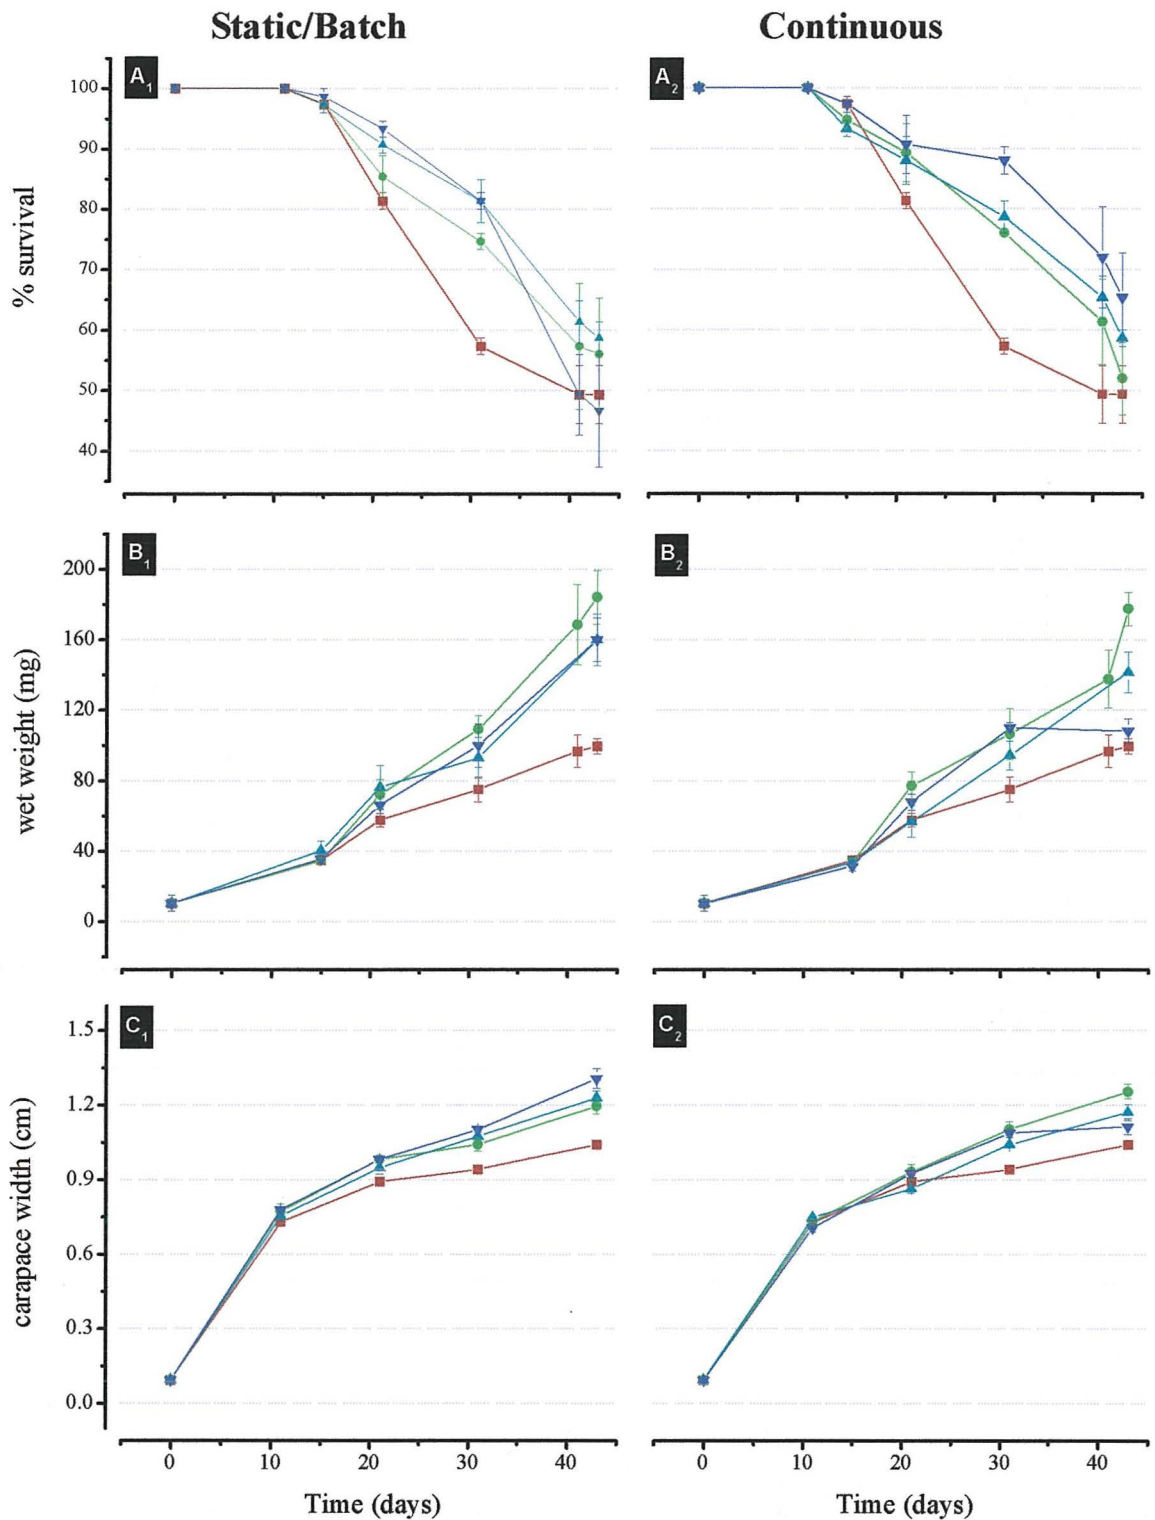 Static/Batch
Continuous
A1
A2
100
90
80
70
60
50
40
% survival
B1
B2
200
160
120
80
40
0
wet weight (mg)
C1
C2
1.5
1.2
0.9
0.6
0.3
0.0
carapace width (cm)
0 10 20 30 40
0 10 20 30 40
Time (days)
Time (days)